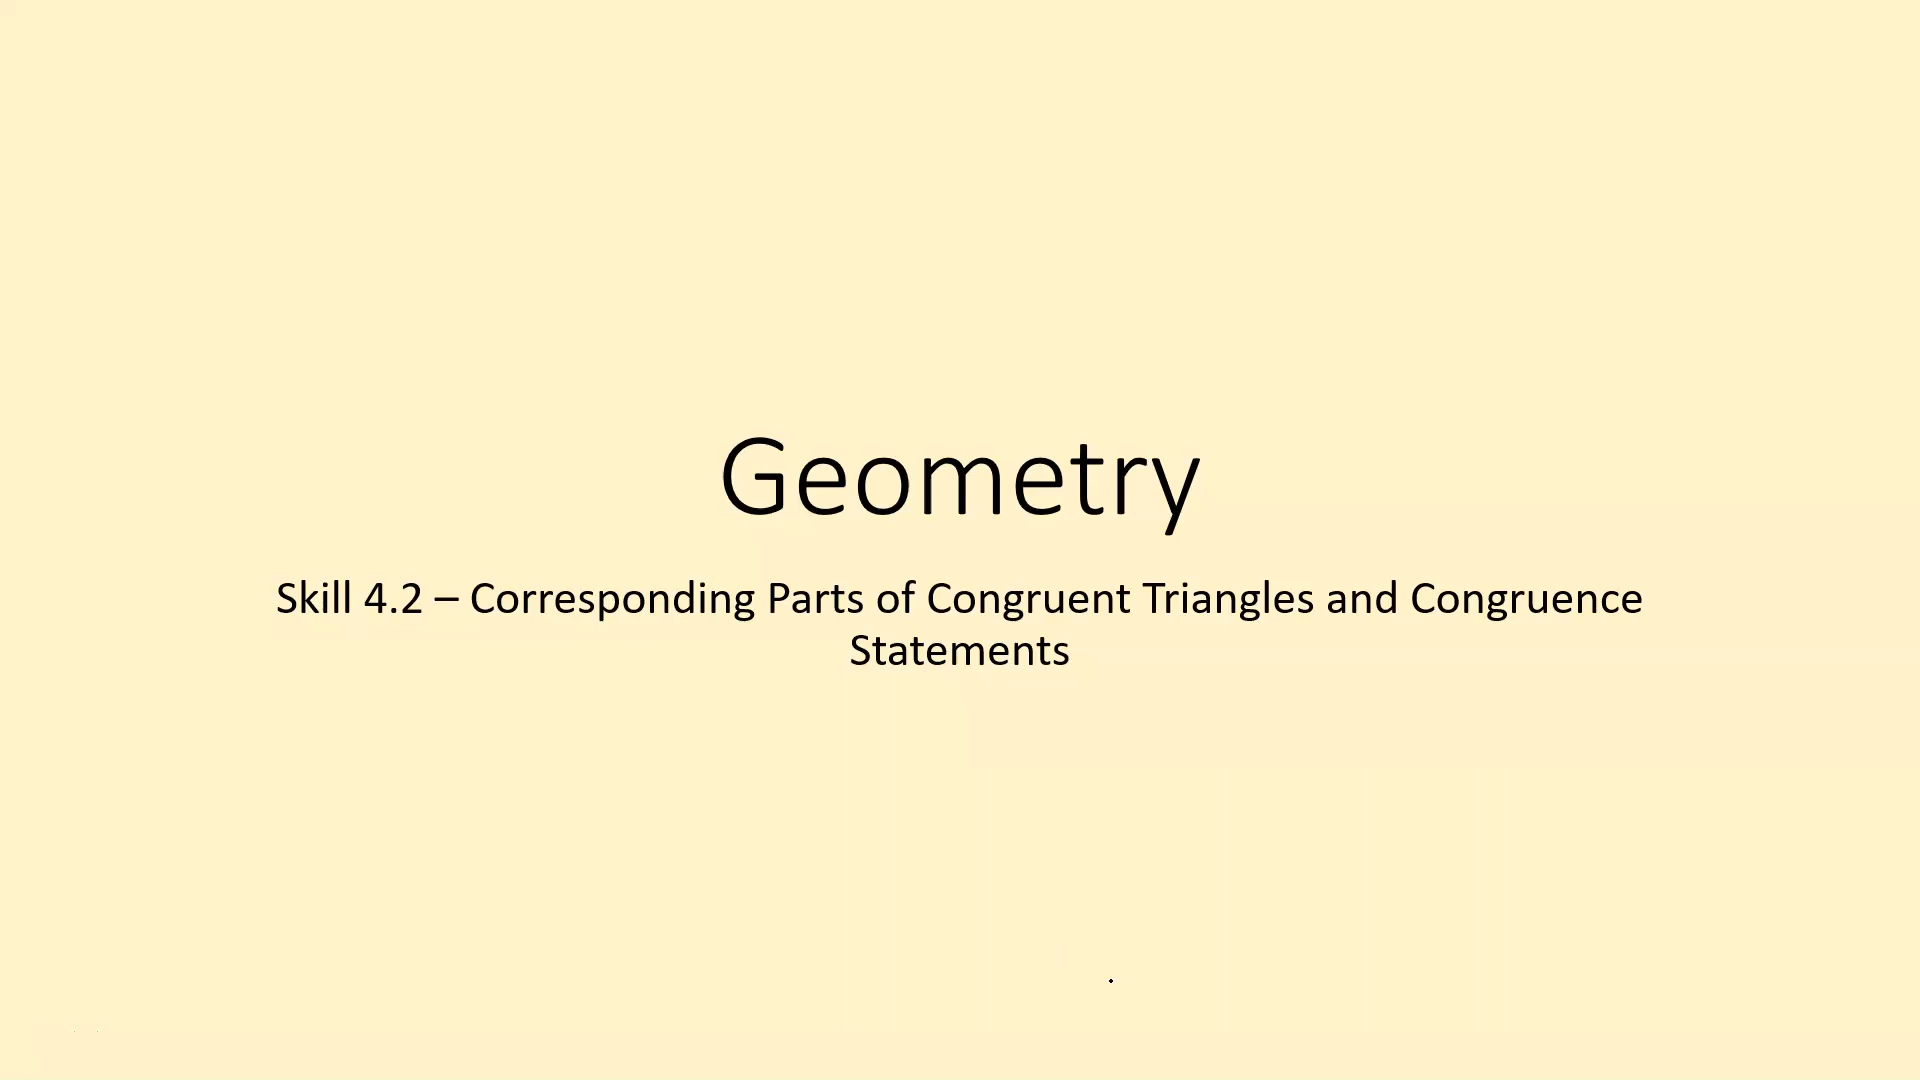 Geometry
Skill 4.2 – Corresponding Parts of Congruent Triangles and Congruence
Statements